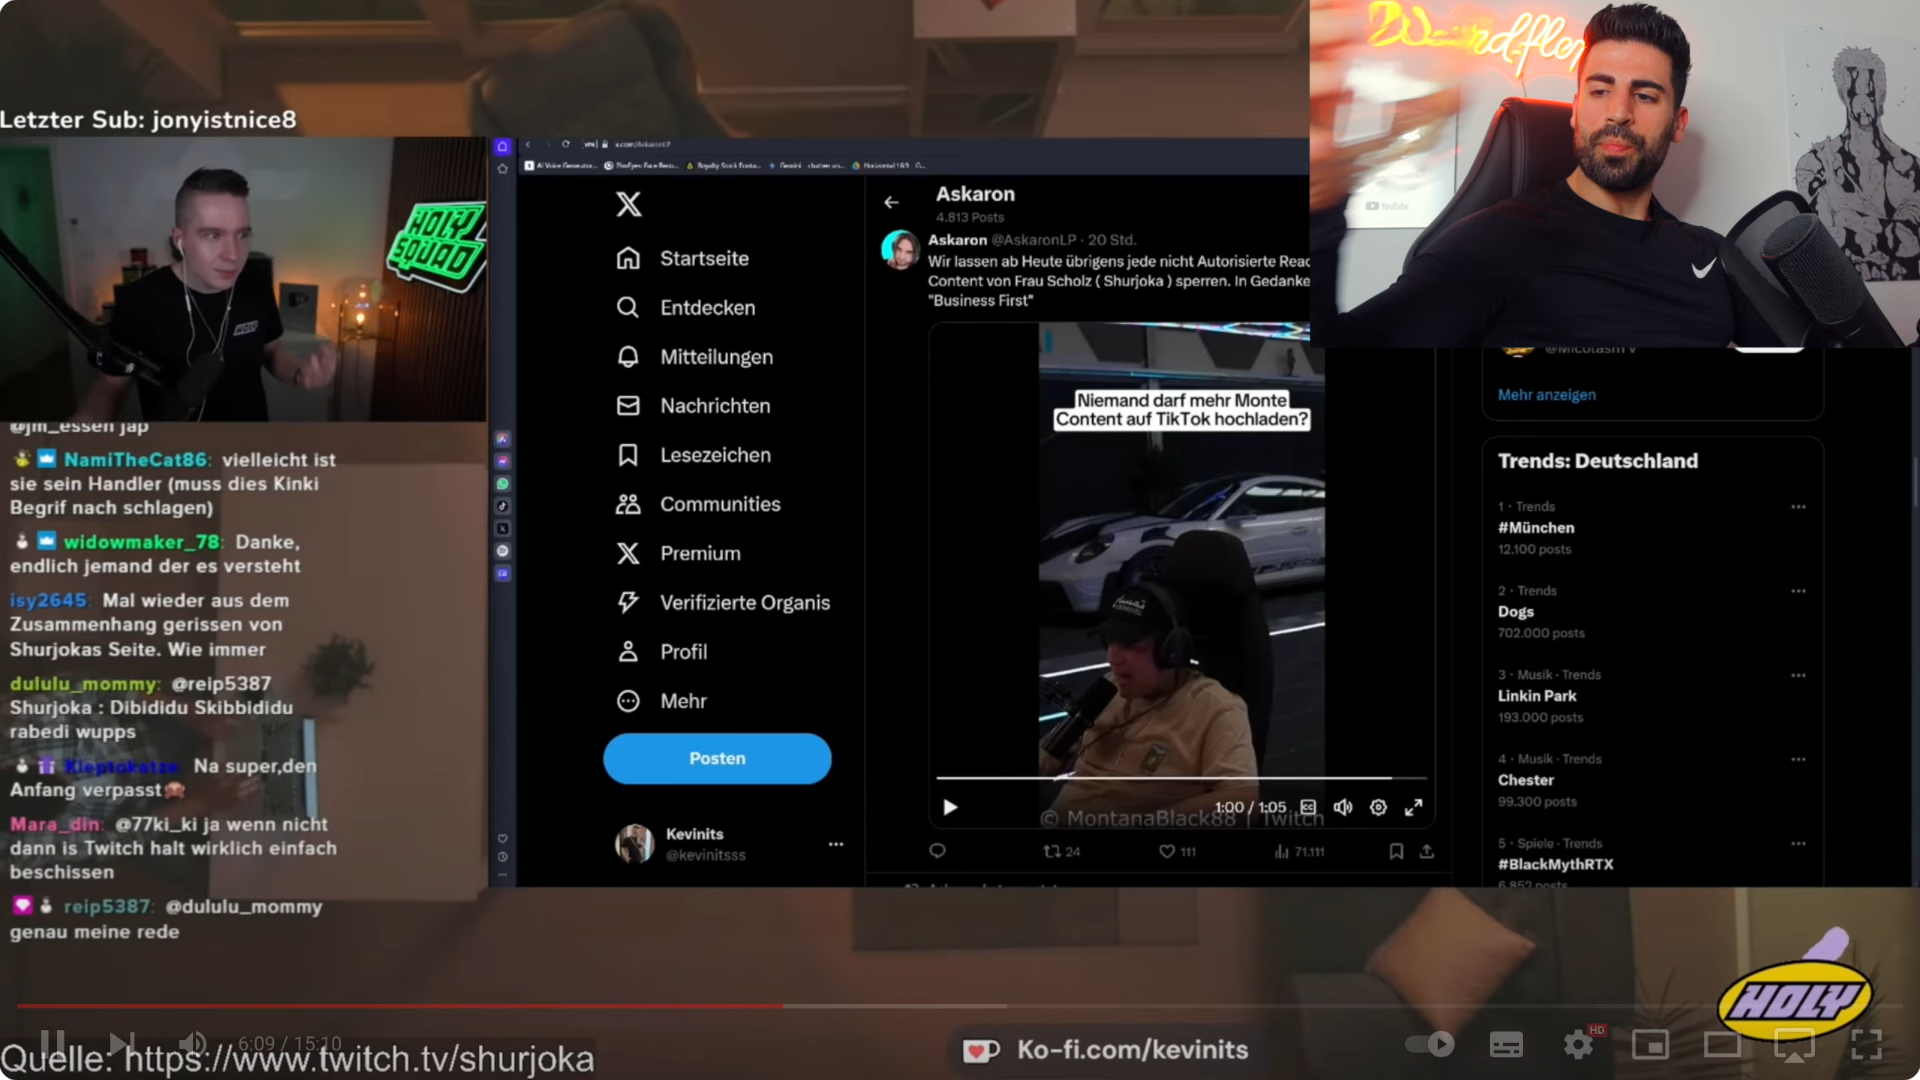 Letzter Sub: jonyistnice8
HOLY
SQUAD
HOLY
@jm_essen jap
NamiTheCat86: vielleicht ist
sie sein Handler (muss dies Kinki
Begrif nach schlagen)
widowmaker_78: Danke,
endlich jemand der es versteht
isy2645: Mal wieder aus dem
Zusammenhang gerissen von
Shurjokas Seite. Wie immer
dululu_mommy: @reip5387
Shurjoka : Dibididu Skibbididu
rabedi wupps
Kleptokatze: Na super,den
Anfang verpasst
Mara_din: @77ki_ki ja wenn nicht
dann is Twitch halt wirklich einfach
beschissen
reip5387: @dululu_mommy
genau meine rede
x.com/AskaronLP
Startseite
Entdecken
Mitteilungen
Nachrichten
Lesezeichen
Communities
Premium
Verifizierte Organis
Profil
Mehr
Posten
Kevinits
@kevinitsss
Askaron
4.813 Posts
Askaron @AskaronLP · 20 Std.
Wir lassen ab Heute übrigens jede nicht Autorisierte Reac
Content von Frau Scholz ( Shurjoka ) sperren. In Gedanke
"Business First"
Niemand darf mehr Monte
Content auf TikTok hochladen?
1:00 / 1:05
© MontanaBlack88 | Twitch
24
111
71.111
YouTube
Mehr anzeigen
Trends: Deutschland
1 · Trends
#München
12.100 posts
2 · Trends
Dogs
702.000 posts
3 · Musik · Trends
Linkin Park
193.000 posts
4 · Musik · Trends
Chester
99.300 posts
5 · Spiele · Trends
#BlackMythRTX
6.852 posts
HOLY
6:09 / 15:10
HD
Quelle: https://www.twitch.tv/shurjoka
Ko-fi.com/kevinits